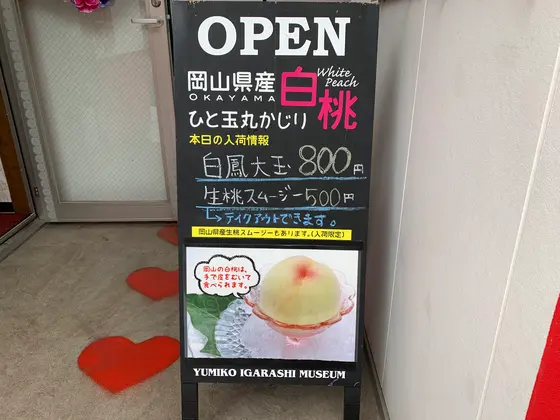 OPEN
岡山県産
OKAYAMA
白桃
White Peach
ひと玉丸かじり
本日の入荷情報
白鳳大玉 800円
生桃スムージー 500円
↳テイクアウトできます。
岡山県産生桃スムージーもあります。(入荷限定)
岡山の白桃は、
手で皮をむいて
食べられます。
YUMIKO IGARASHI MUSEUM